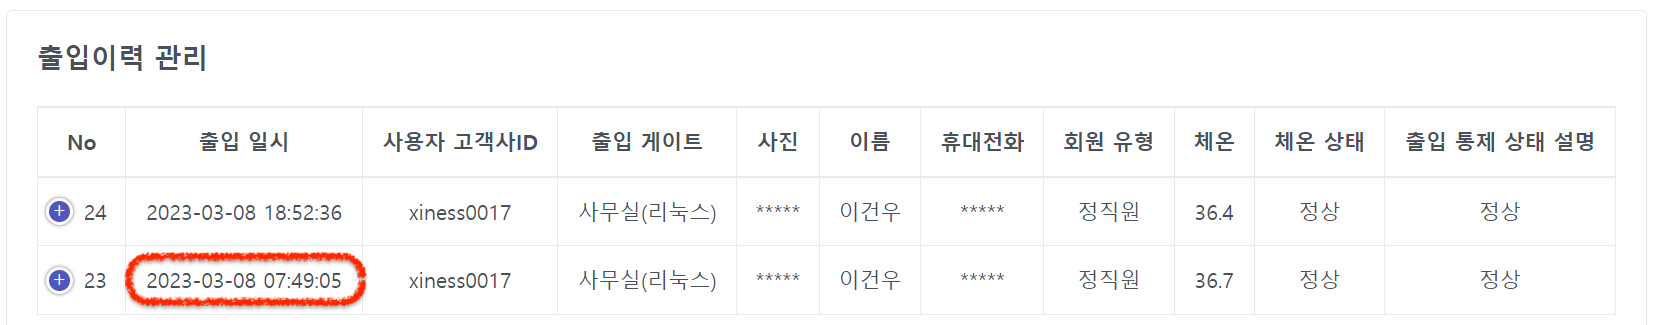 출입이력 관리
No 출입 일시 사용자 고객사ID 출입 게이트 사진 이름 휴대전화 회원 유형 체온 체온 상태 출입 통제 상태 설명
+ 24 2023-03-08 18:52:36 xiness0017 사무실(리눅스) ***** 이건우 ***** 정직원 36.4 정상 정상
+ 23 2023-03-08 07:49:05 xiness0017 사무실(리눅스) ***** 이건우 ***** 정직원 36.7 정상 정상